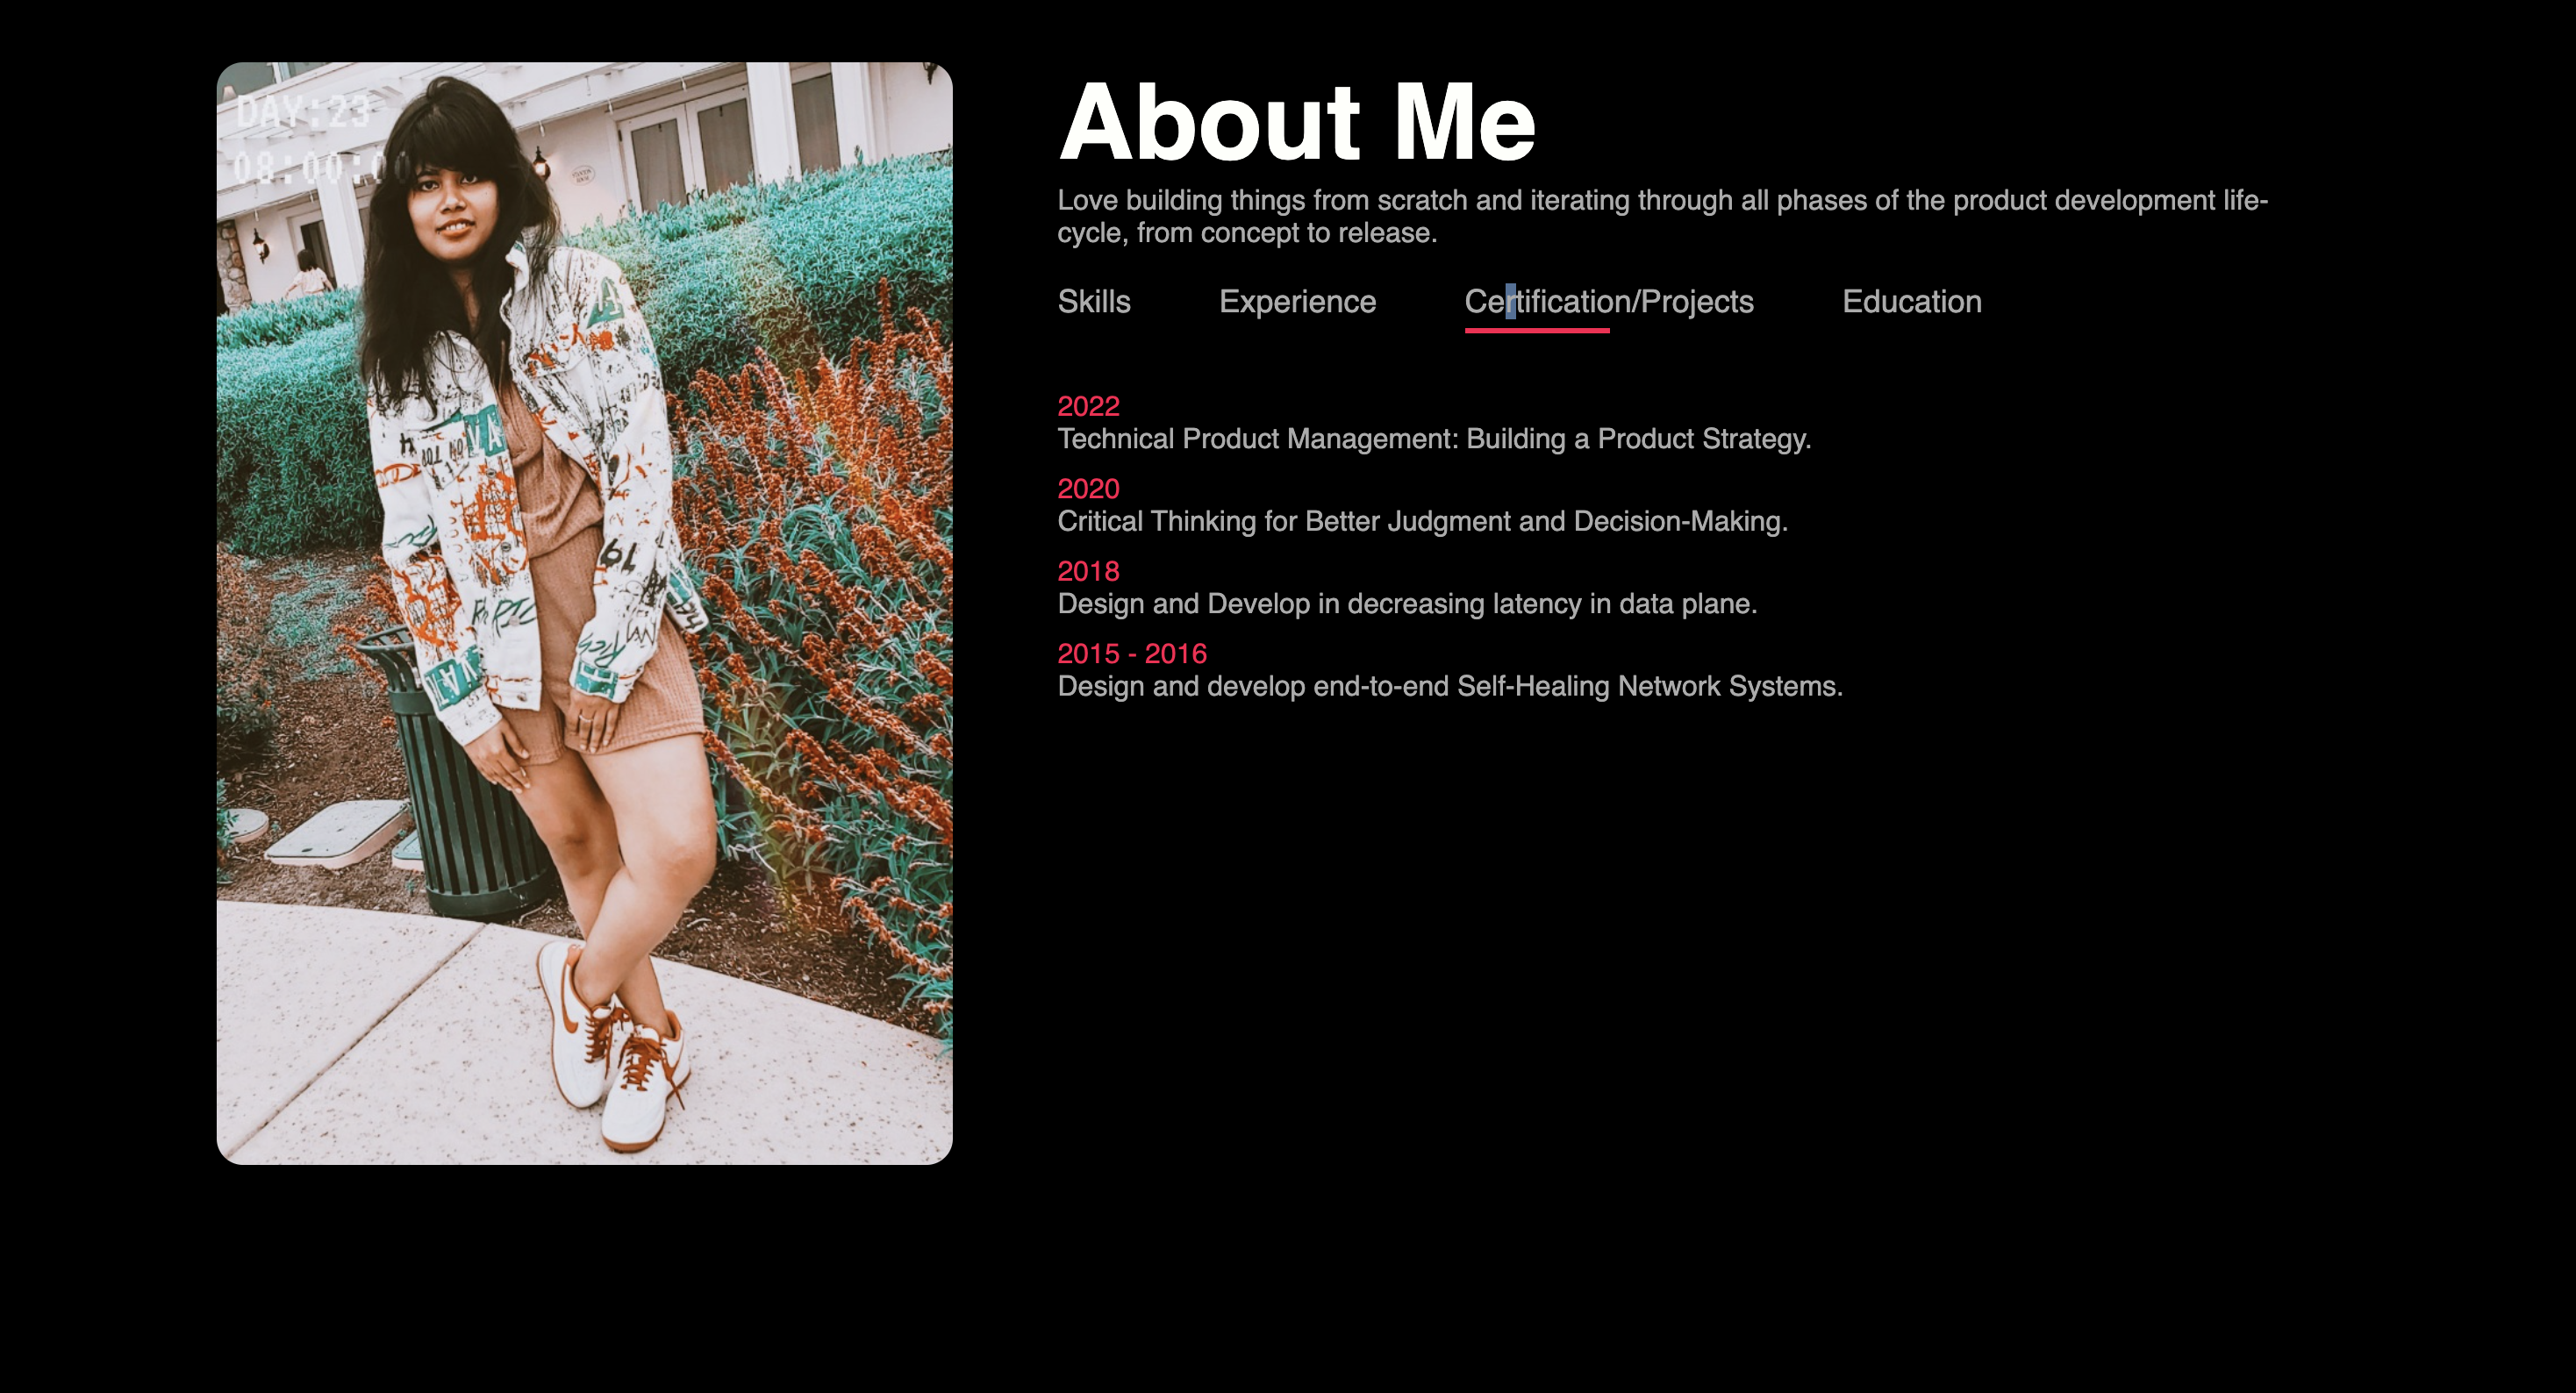 DAY:23
08:00:00
About Me
Love building things from scratch and iterating through all phases of the product development life-
cycle, from concept to release.
Skills Experience Certification/Projects Education
2022
Technical Product Management: Building a Product Strategy.
2020
Critical Thinking for Better Judgment and Decision-Making.
2018
Design and Develop in decreasing latency in data plane.
2015 - 2016
Design and develop end-to-end Self-Healing Network Systems.